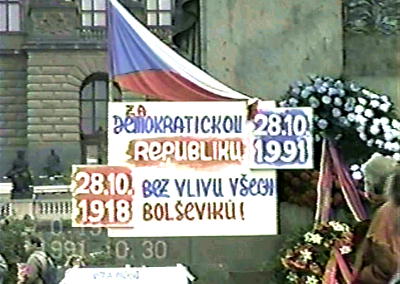 ZA
DEMOKRATICKOU
REPUBLIKU
28.10.
1991
28.10.
1918
BEZ VLIVU VŠECH
BOLŠEVIKŮ!
1991 10.30